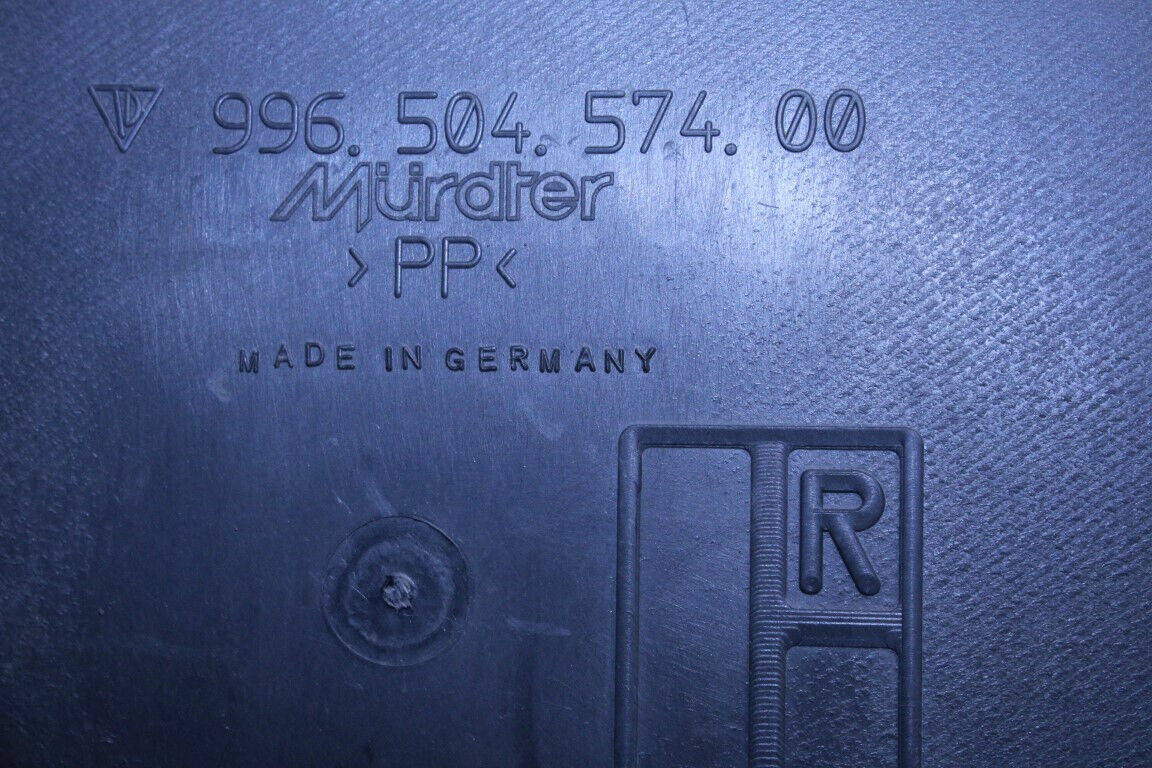 996.504.574.00
Mürdter
>PP<
MADE IN GERMANY
R